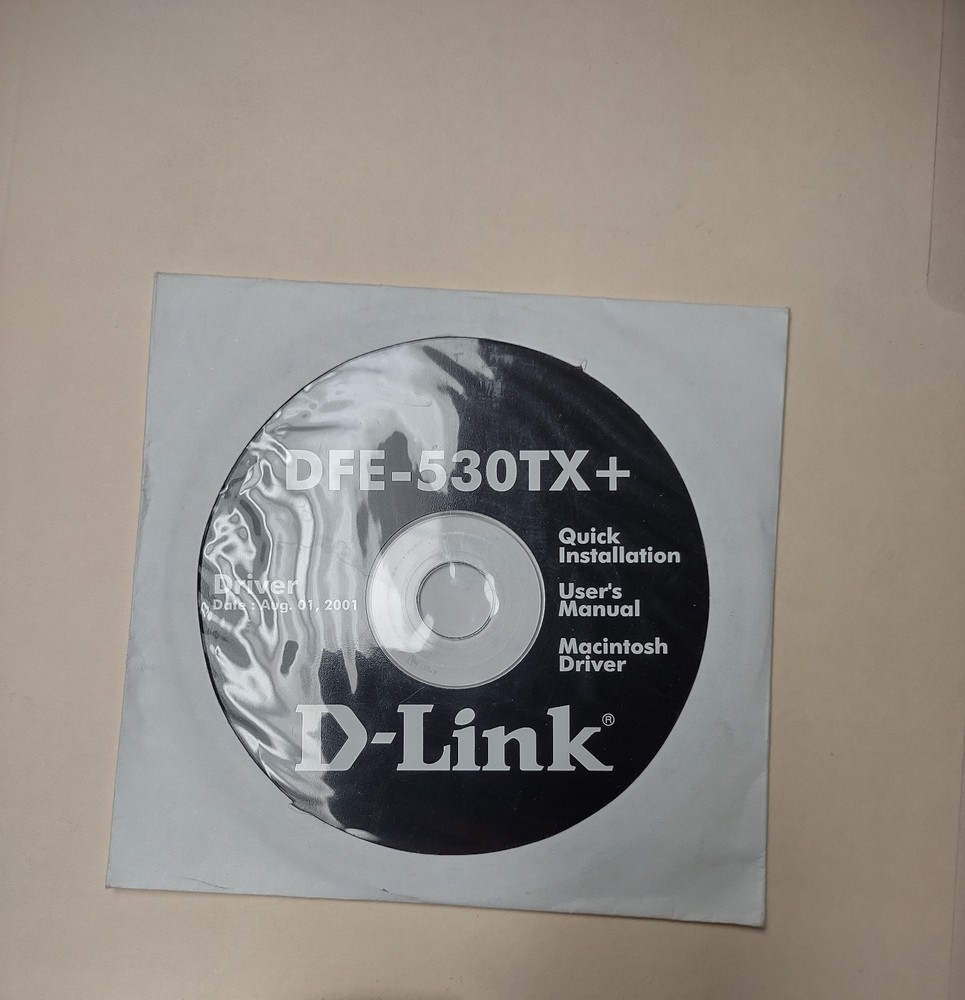 DFE-530TX+
Quick
Installation
Driver
Date : Aug. 01, 2001
User's
Manual
Macintosh
Driver
D-Link®